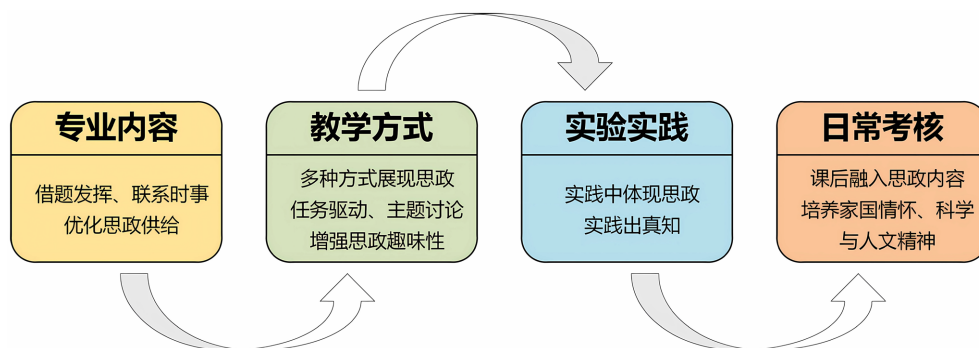 专业内容
借题发挥、联系时事
优化思政供给
教学方式
多种方式展现思政
任务驱动、主题讨论
增强思政趣味性
实验实践
实践中体现思政
实践出真知
日常考核
课后融入思政内容
培养家国情怀、科学
与人文精神